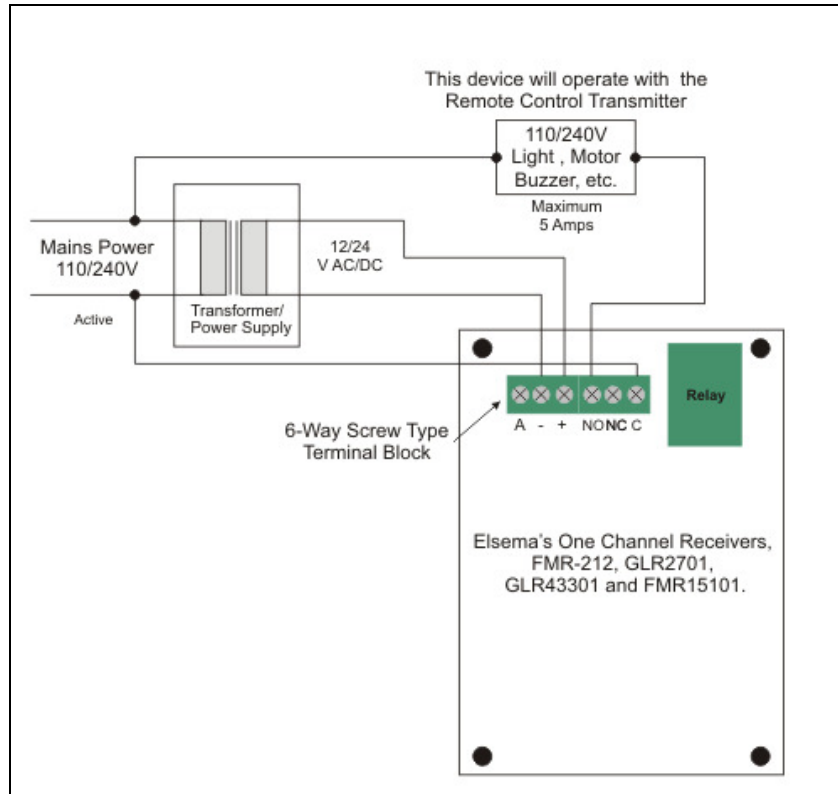 This device will operate with the
Remote Control Transmitter
110/240V
Light , Motor
Buzzer, etc.
Maximum
5 Amps
Mains Power
110/240V
12/24
V AC/DC
Active
Transformer/
Power Supply
Relay
6-Way Screw Type
Terminal Block
A - + NO NC C
Elsema's One Channel Receivers,
FMR-212, GLR2701,
GLR43301 and FMR15101.